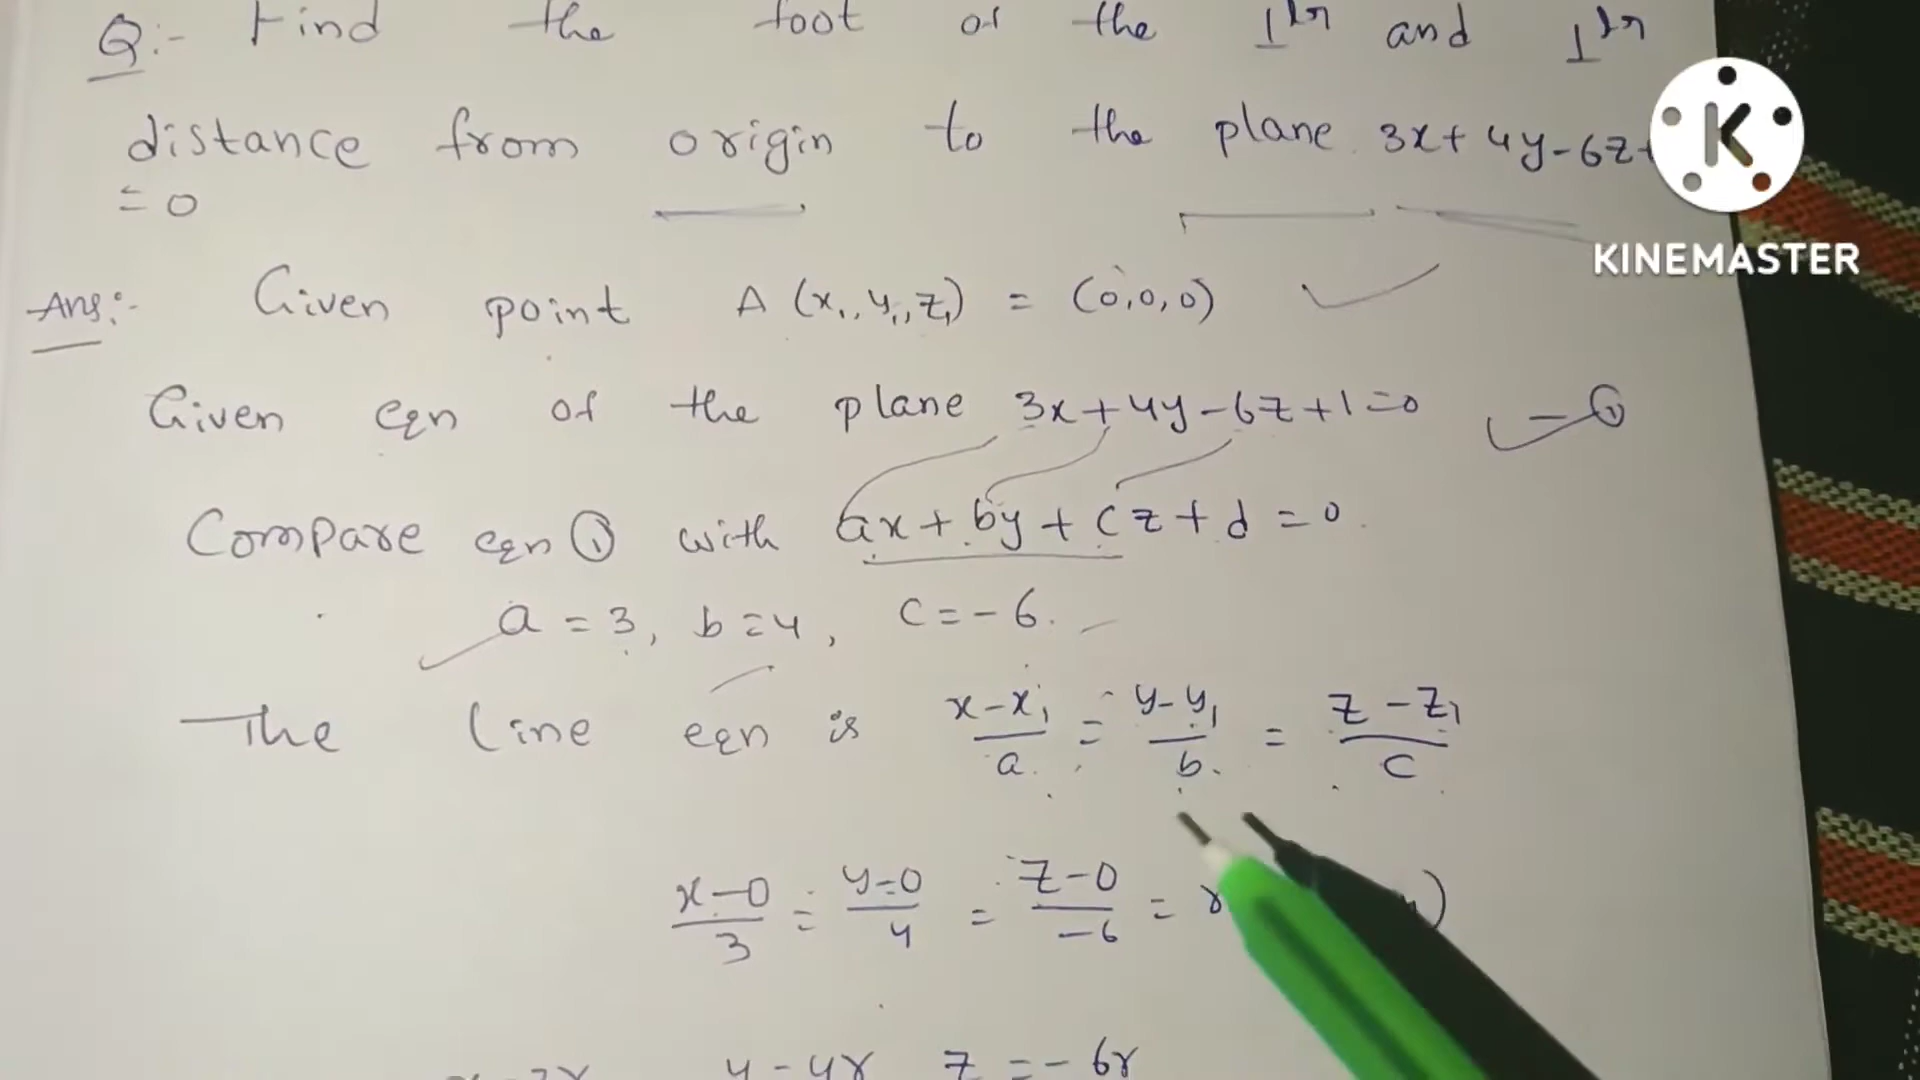 Q:- Find the foot of the ⊥lr and ⊥lr
distance from origin to the plane 3x+4y-6z+
= 0
K
KINEMASTER
Ans:- Given point A (x₁, y₁, z₁) = (0,0,0)
Given eqn of the plane 3x+4y-6z+1=0 — ①
Compare eqn ① with ax+by+cz+d=0.
a=3, b=4, c=-6.
The line eqn is x-x₁/a = y-y₁/b = z-z₁/c
x-0/3 = y-0/4 = z-0/-6 = r
y-4r z = -6r